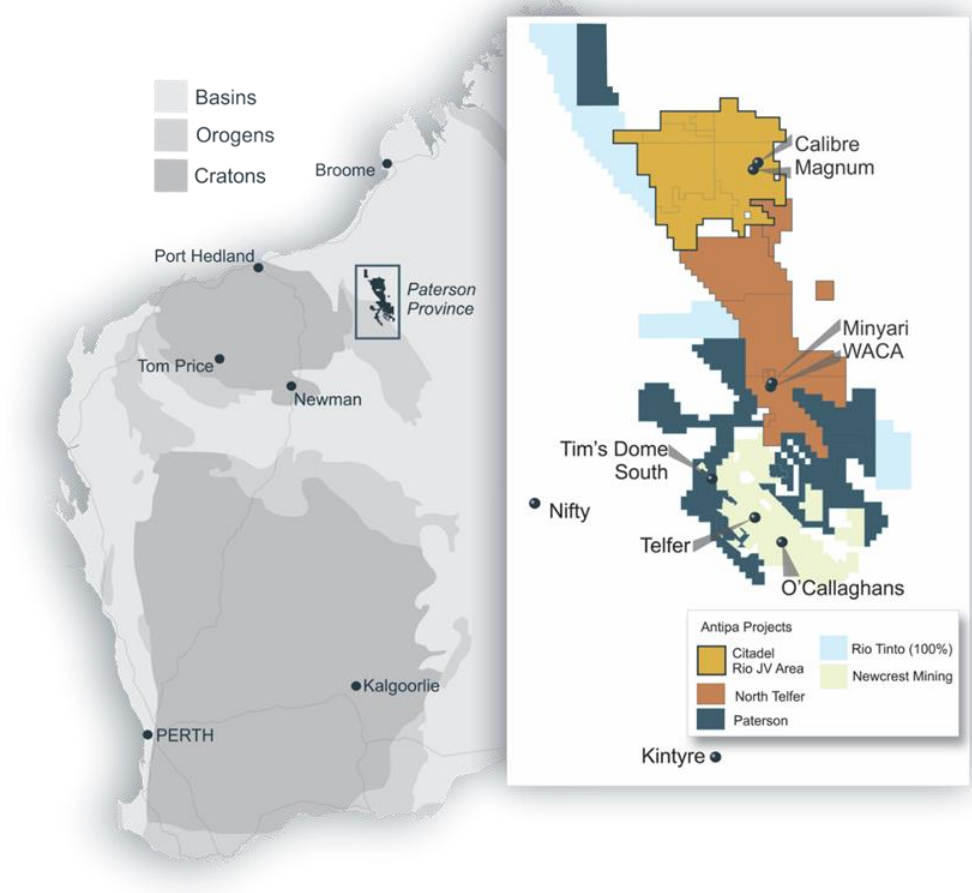 Basins
Orogens
Cratons
Broome
Port Hedland
Paterson
Province
Tom Price
Newman
Kalgoorlie
PERTH
Calibre
Magnum
Minyari
WACA
Tim's Dome
South
Nifty
Telfer
O'Callaghans
Antipa Projects
Citadel
Rio JV Area
North Telfer
Paterson
Rio Tinto (100%)
Newcrest Mining
Kintyre